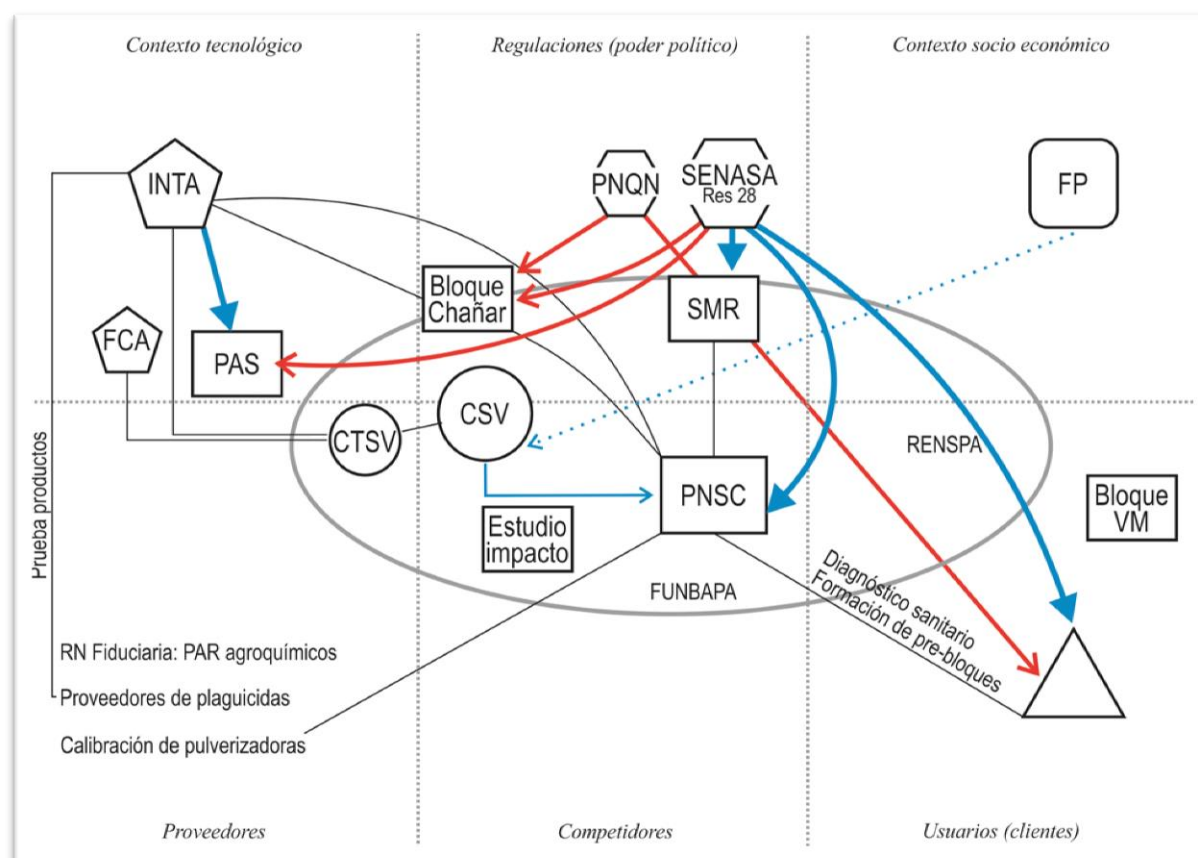 Contexto tecnológico
Regulaciones (poder político)
Contexto socio económico
INTA
PNQN
SENASA
Res 28
FP
Bloque
Chañar
SMR
FCA
PAS
CSV
CTSV
RENSPA
PNSC
Bloque
VM
Estudio
impacto
Prueba productos
FUNBAPA
Diagnóstico sanitario
Formación de pre-bloques
RN Fiduciaria: PAR agroquímicos
Proveedores de plaguicidas
Calibración de pulverizadoras
Proveedores
Competidores
Usuarios (clientes)